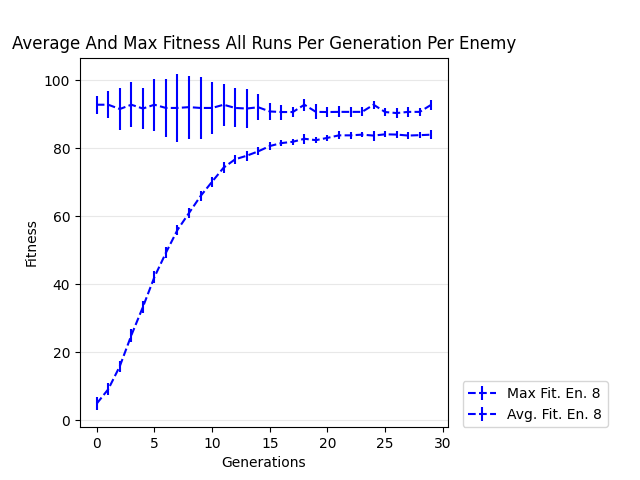 Average And Max Fitness All Runs Per Generation Per Enemy
100
80
60
40
20
0
Fitness
0 5 10 15 20 25 30
Generations
Max Fit. En. 8
Avg. Fit. En. 8